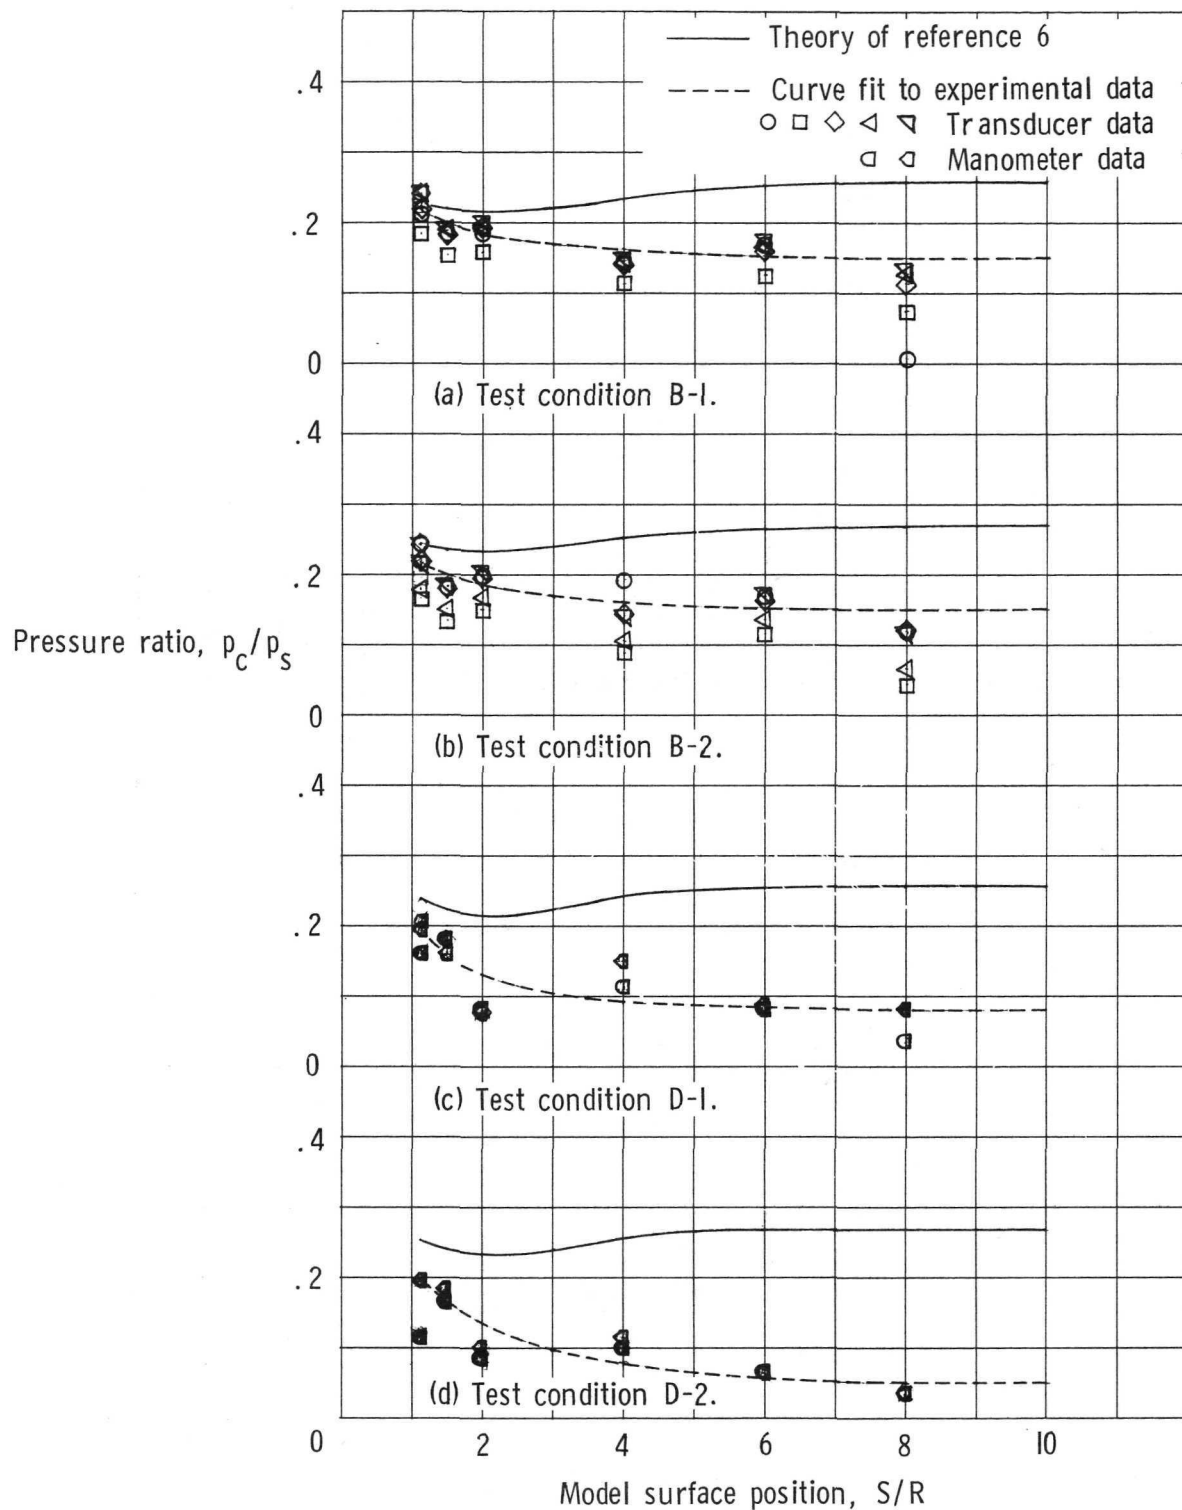 Theory of reference 6
Curve fit to experimental data
Transducer data
Manometer data
.4
.2
0
(a) Test condition B-1.
.4
.2
0
(b) Test condition B-2.
Pressure ratio, p_c/p_s
.4
.2
0
(c) Test condition D-1.
.4
.2
0
(d) Test condition D-2.
0 2 4 6 8 10
Model surface position, S/R